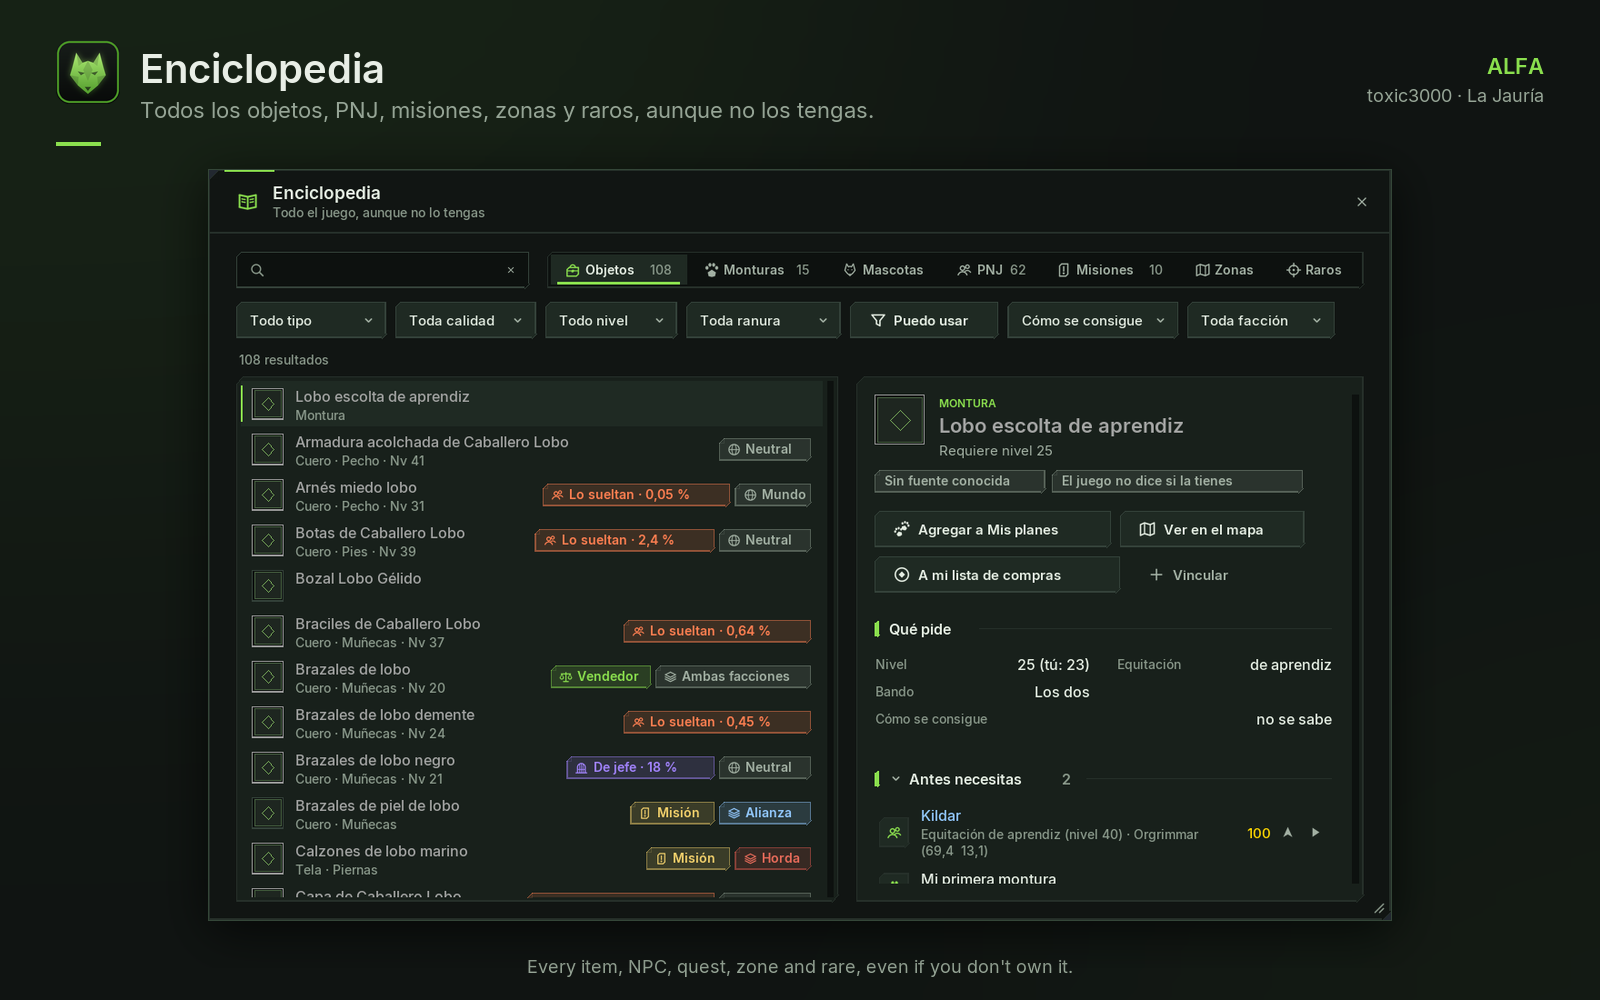 Enciclopedia
Todos los objetos, PNJ, misiones, zonas y raros, aunque no los tengas.
ALFA
toxic3000 · La Jauría
Enciclopedia
Todo el juego, aunque no lo tengas
Objetos 108
Monturas 15
Mascotas
PNJ 62
Misiones 10
Zonas
Raros
Todo tipo
Toda calidad
Todo nivel
Toda ranura
Puedo usar
Cómo se consigue
Toda facción
108 resultados
Lobo escolta de aprendiz
Montura
Armadura acolchada de Caballero Lobo
Cuero · Pecho · Nv 41
Neutral
Arnés miedo lobo
Cuero · Pecho · Nv 31
Lo sueltan · 0,05 %
Mundo
Botas de Caballero Lobo
Cuero · Pies · Nv 39
Lo sueltan · 2,4 %
Neutral
Bozal Lobo Gélido
Braciles de Caballero Lobo
Cuero · Muñecas · Nv 37
Lo sueltan · 0,64 %
Brazales de lobo
Cuero · Muñecas · Nv 20
Vendedor
Ambas facciones
Brazales de lobo demente
Cuero · Muñecas · Nv 24
Lo sueltan · 0,45 %
Brazales de lobo negro
Cuero · Muñecas · Nv 21
De jefe · 18 %
Neutral
Brazales de piel de lobo
Cuero · Muñecas
Misión
Alianza
Calzones de lobo marino
Tela · Piernas
Misión
Horda
Capa de Caballero Lobo
MONTURA
Lobo escolta de aprendiz
Requiere nivel 25
Sin fuente conocida
El juego no dice si la tienes
Agregar a Mis planes
Ver en el mapa
A mi lista de compras
Vincular
Qué pide
Nivel 25 (tú: 23)
Equitación de aprendiz
Bando Los dos
Cómo se consigue no se sabe
Antes necesitas 2
Kildar
Equitación de aprendiz (nivel 40) · Orgrimmar
(69,4 13,1)
100
Mi primera montura
Every item, NPC, quest, zone and rare, even if you don't own it.